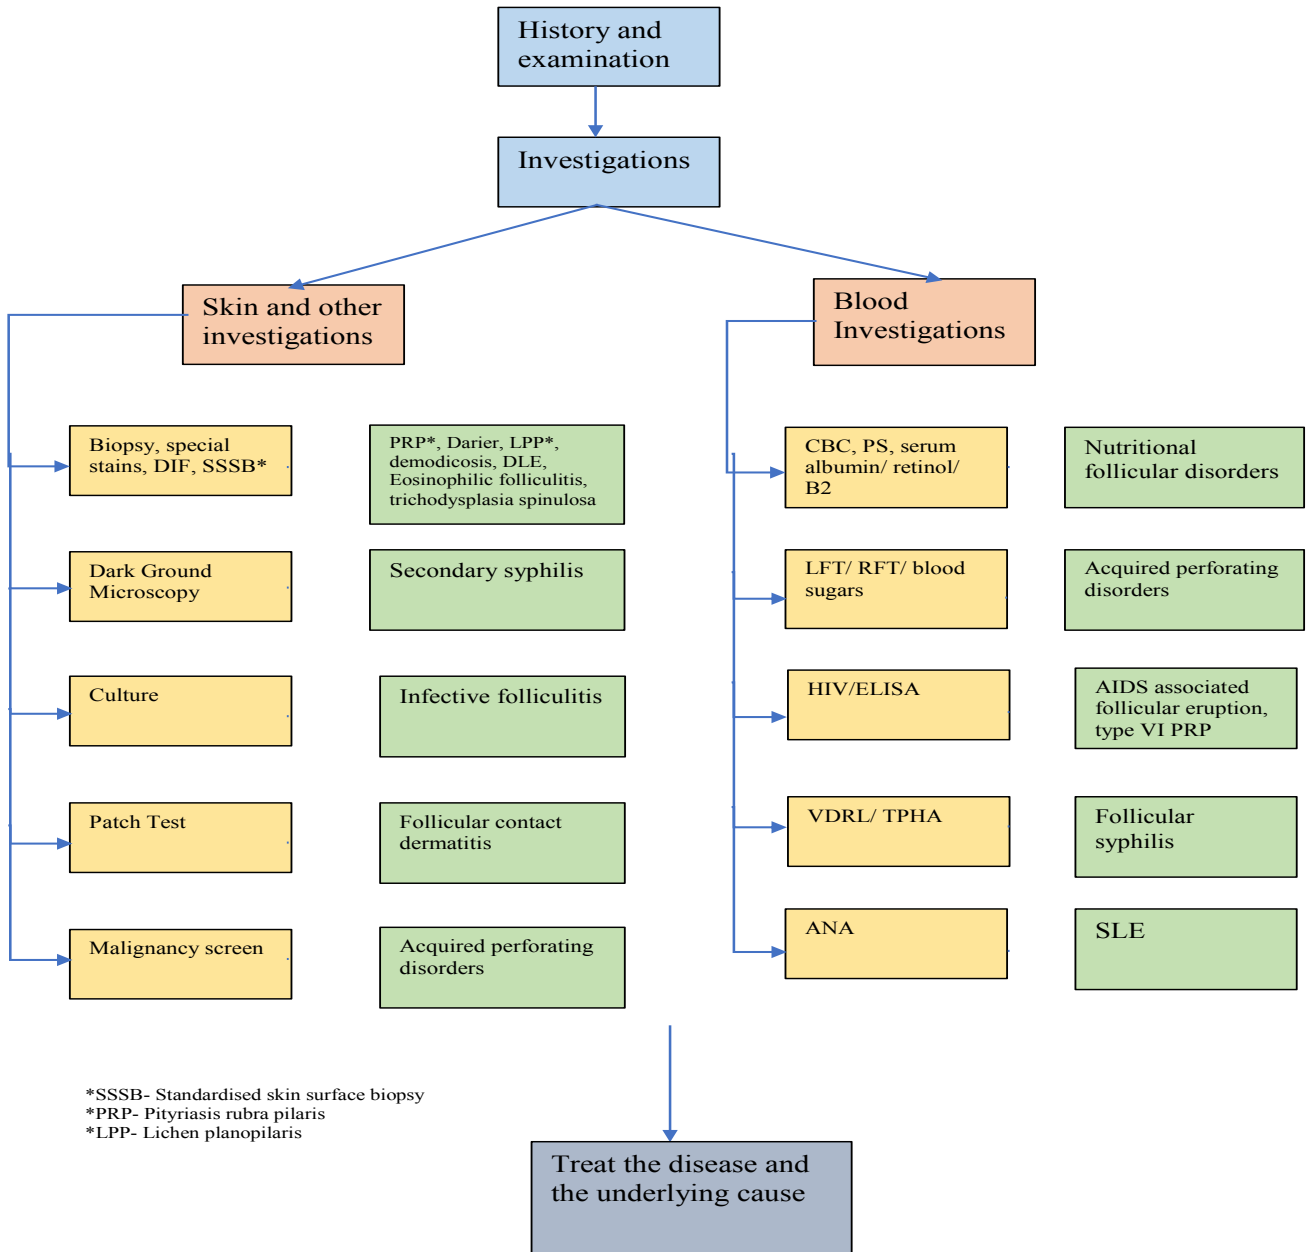 History and
examination
Investigations
Skin and other
investigations
Blood
Investigations
Biopsy, special
stains, DIF, SSSB*
PRP*, Darier, LPP*,
demodicosis, DLE,
Eosinophilic folliculitis,
trichodysplasia spinulosa
CBC, PS, serum
albumin/ retinol/
B2
Nutritional
follicular disorders
Dark Ground
Microscopy
Secondary syphilis
LFT/ RFT/ blood
sugars
Acquired perforating
disorders
Culture
Infective folliculitis
HIV/ELISA
AIDS associated
follicular eruption,
type VI PRP
Patch Test
Follicular contact
dermatitis
VDRL/ TPHA
Follicular
syphilis
Malignancy screen
Acquired perforating
disorders
ANA
SLE
*SSSB- Standardised skin surface biopsy
*PRP- Pityriasis rubra pilaris
*LPP- Lichen planopilaris
Treat the disease and
the underlying cause